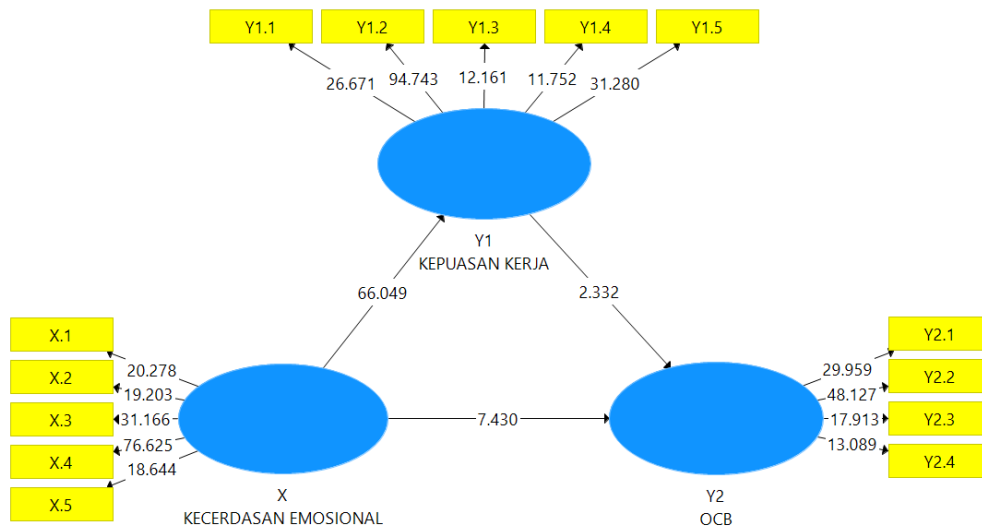 Y1.1 Y1.2 Y1.3 Y1.4 Y1.5
26.671 94.743 12.161 11.752 31.280
Y1
KEPUASAN KERJA
66.049 2.332
X.1
X.2
X.3
X.4
X.5
20.278
19.203
31.166
76.625
18.644
7.430
29.959
48.127
17.913
13.089
Y2.1
Y2.2
Y2.3
Y2.4
X
KECERDASAN EMOSIONAL
Y2
OCB